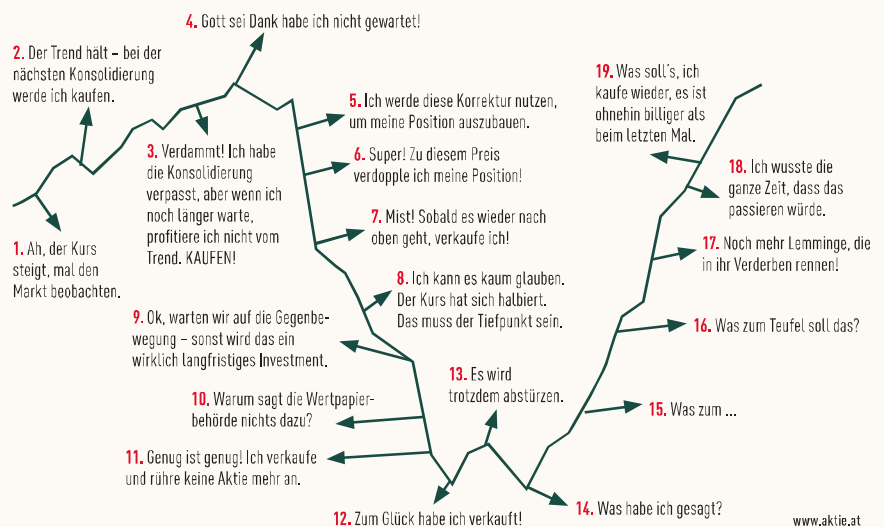 1. Ah, der Kurs
steigt, mal den
Markt beobachten.
2. Der Trend hält – bei der
nächsten Konsolidierung
werde ich kaufen.
3. Verdammt! Ich habe
die Konsolidierung
verpasst, aber wenn ich
noch länger warte,
profitiere ich nicht vom
Trend. KAUFEN!
4. Gott sei Dank habe ich nicht gewartet!
5. Ich werde diese Korrektur nutzen,
um meine Position auszubauen.
6. Super! Zu diesem Preis
verdopple ich meine Position!
7. Mist! Sobald es wieder nach
oben geht, verkaufe ich!
8. Ich kann es kaum glauben.
Der Kurs hat sich halbiert.
Das muss der Tiefpunkt sein.
9. Ok, warten wir auf die Gegenbe-
wegung – sonst wird das ein
wirklich langfristiges Investment.
10. Warum sagt die Wertpapier-
behörde nichts dazu?
11. Genug ist genug! Ich verkaufe
und rühre keine Aktie mehr an.
12. Zum Glück habe ich verkauft!
13. Es wird
trotzdem abstürzen.
14. Was habe ich gesagt?
15. Was zum ...
16. Was zum Teufel soll das?
17. Noch mehr Lemminge, die
in ihr Verderben rennen!
18. Ich wusste die
ganze Zeit, dass das
passieren würde.
19. Was soll's, ich
kaufe wieder, es ist
ohnehin billiger als
beim letzten Mal.
www.aktie.at